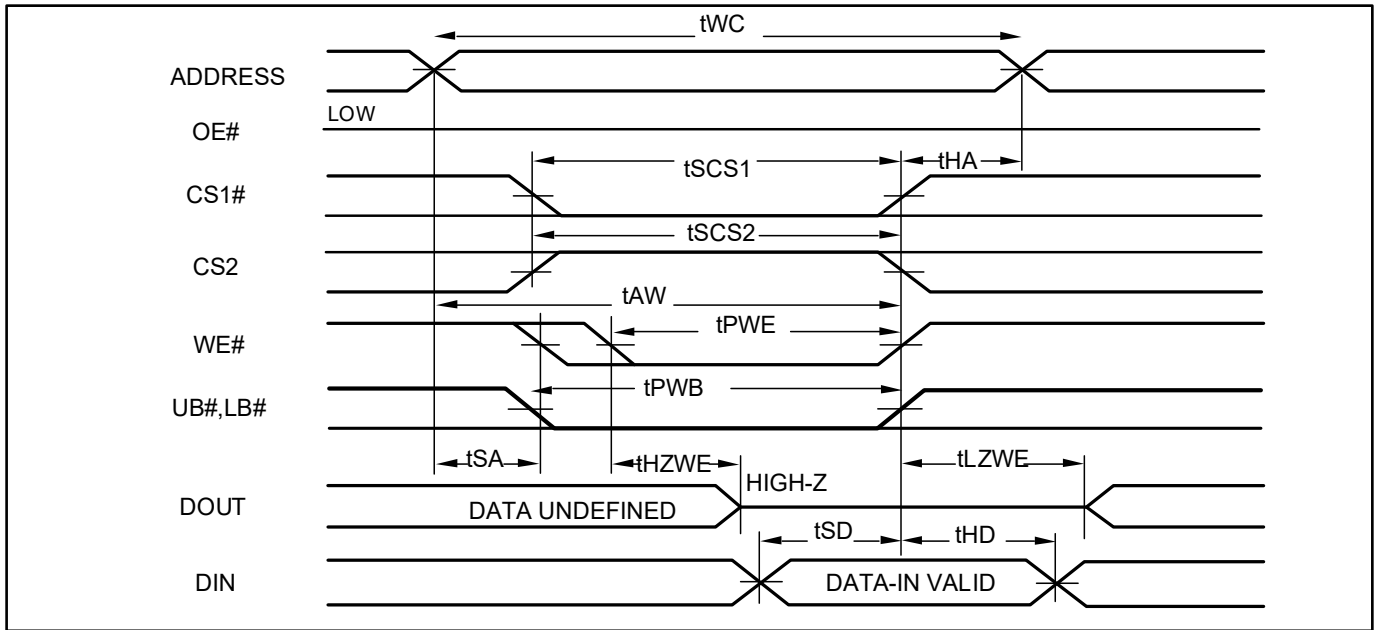 tWC
ADDRESS
LOW
OE#
tSCS1
tHA
CS1#
tSCS2
CS2
tAW
tPWE
WE#
tPWB
UB#,LB#
tSA
tHZWE
tLZWE
HIGH-Z
DOUT
DATA UNDEFINED
tSD
tHD
DIN
DATA-IN VALID